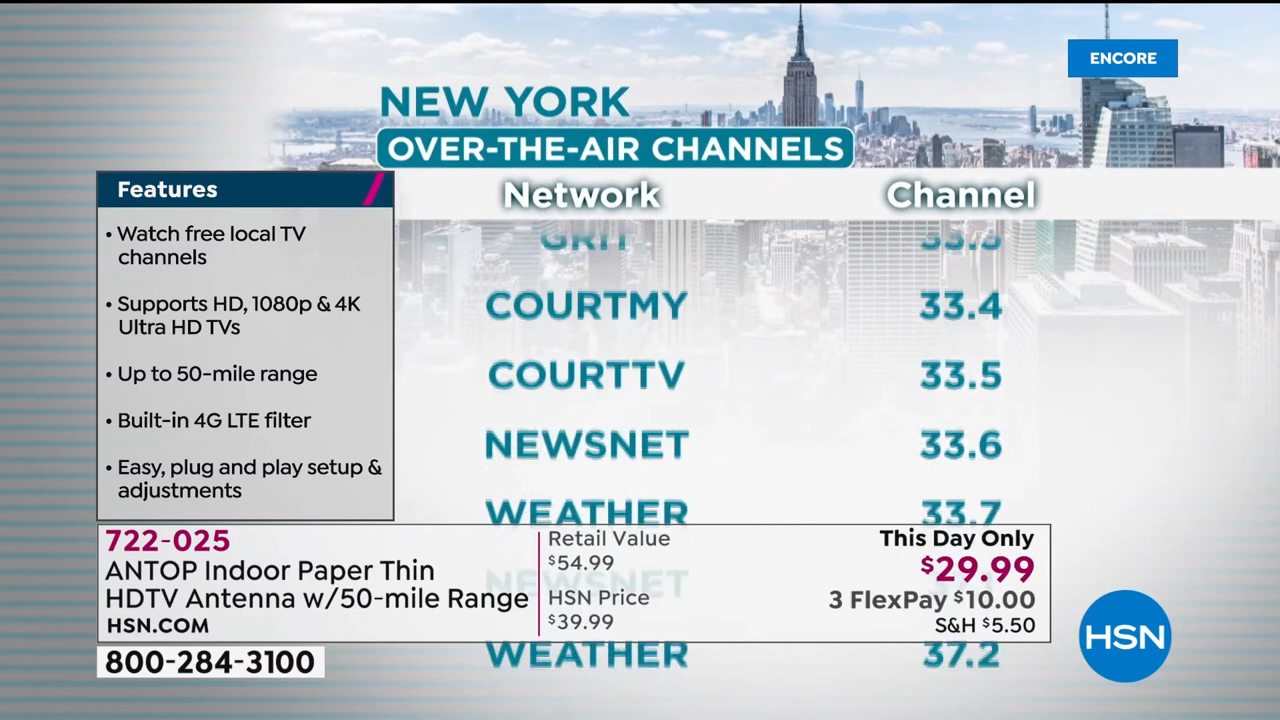 ENCORE
NEW YORK
OVER-THE-AIR CHANNELS
Network Channel
GRIT
COURTMY 33.4
COURTTV 33.5
NEWSNET 33.6
WEATHER 33.7
NEWSNET
WEATHER 37.2
Features
• Watch free local TV
channels
• Supports HD, 1080p & 4K
Ultra HD TVs
• Up to 50-mile range
• Built-in 4G LTE filter
• Easy, plug and play setup &
adjustments
722-025
ANTOP Indoor Paper Thin
HDTV Antenna w/50-mile Range
HSN.COM
Retail Value
$54.99
HSN Price
$39.99
This Day Only
$29.99
3 FlexPay $10.00
S&H $5.50
800-284-3100
HSN